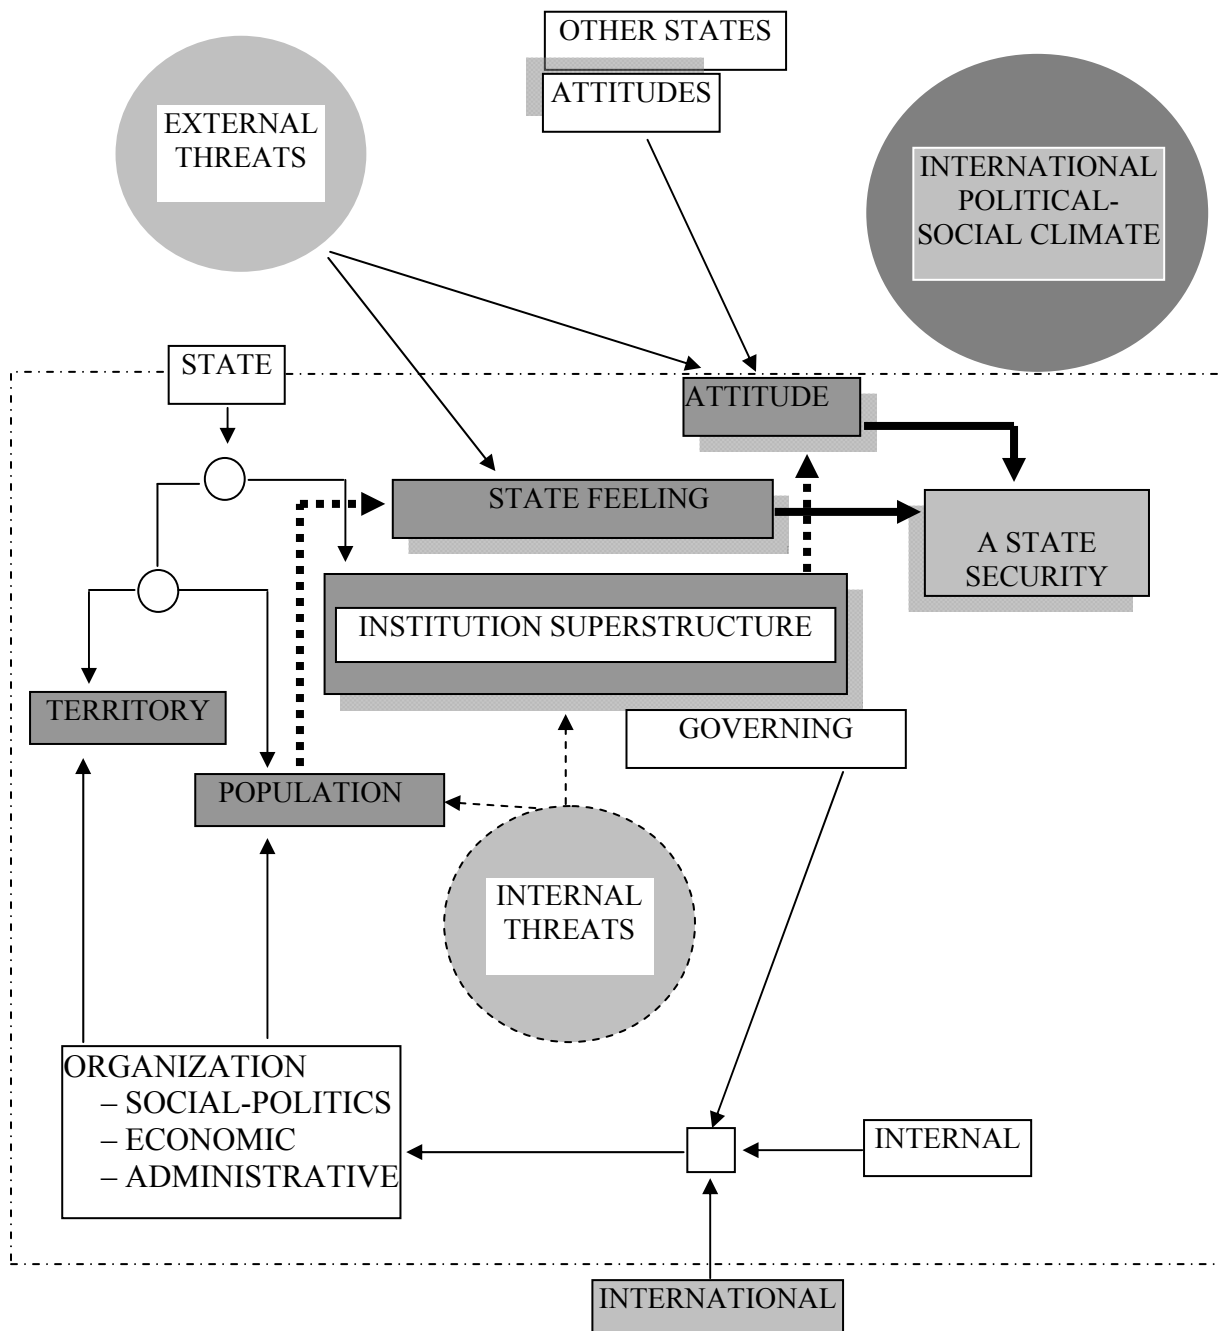 OTHER STATES
ATTITUDES
EXTERNAL
THREATS
INTERNATIONAL
POLITICAL-
SOCIAL CLIMATE
STATE
ATTITUDE
STATE FEELING
A STATE
SECURITY
INSTITUTION SUPERSTRUCTURE
TERRITORY
GOVERNING
POPULATION
INTERNAL
THREATS
ORGANIZATION
– SOCIAL-POLITICS
– ECONOMIC
– ADMINISTRATIVE
INTERNAL
INTERNATIONAL